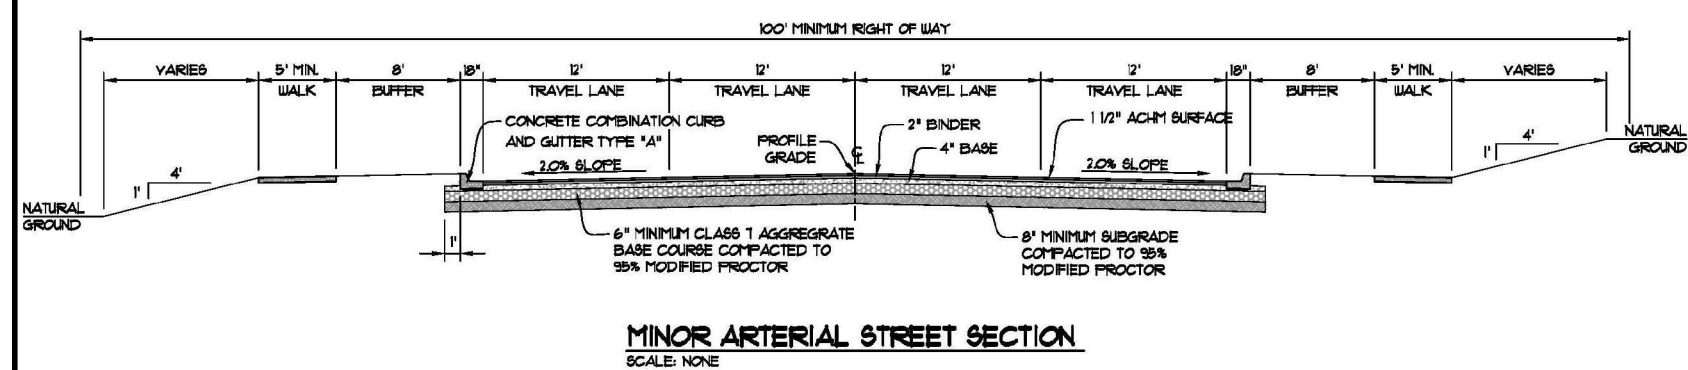 100' MINIMUM RIGHT OF WAY
VARIES
5' MIN.
8'
18"
12'
12'
12'
12'
18"
8'
5' MIN.
VARIES
WALK
BUFFER
TRAVEL LANE
TRAVEL LANE
TRAVEL LANE
TRAVEL LANE
BUFFER
WALK
CONCRETE COMBINATION CURB
AND GUTTER TYPE "A"
PROFILE
GRADE
℄
2" BINDER
4" BASE
1 1/2" ACHM SURFACE
2.0% SLOPE
2.0% SLOPE
4'
1'
NATURAL
GROUND
4'
1'
NATURAL
GROUND
1'
6" MINIMUM CLASS 7 AGGREGRATE
BASE COURSE COMPACTED TO
95% MODIFIED PROCTOR
8" MINIMUM SUBGRADE
COMPACTED TO 95%
MODIFIED PROCTOR
MINOR ARTERIAL STREET SECTION
SCALE: NONE